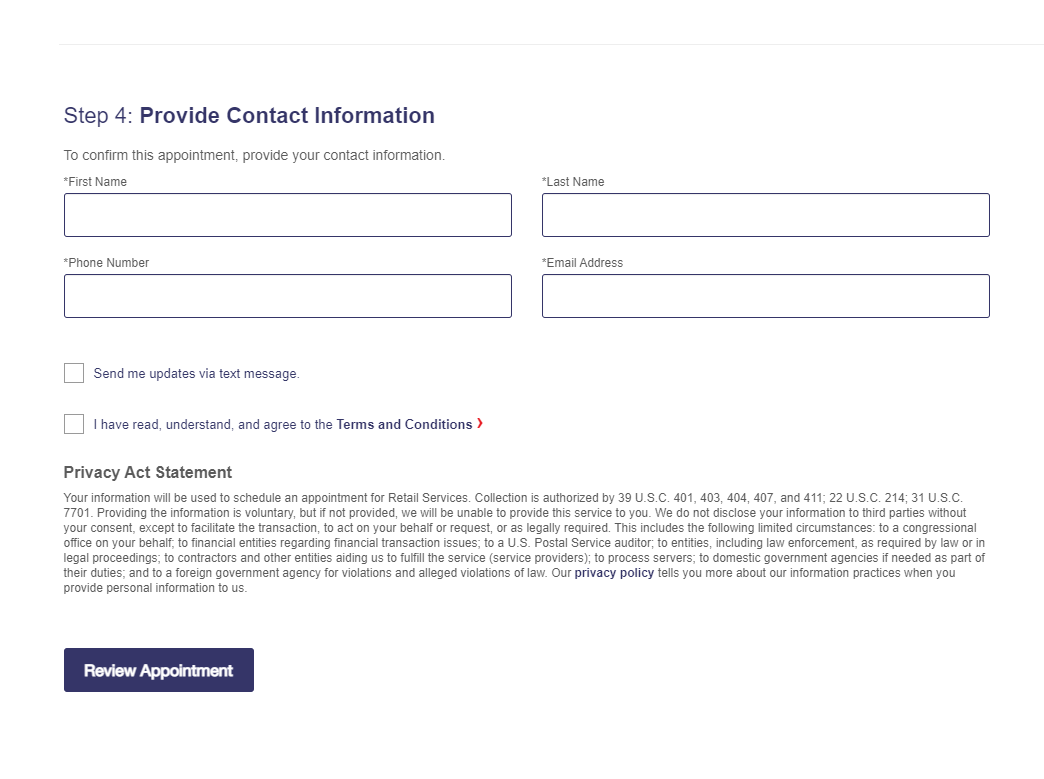 Step 4: Provide Contact Information
To confirm this appointment, provide your contact information.
*First Name
*Last Name
*Phone Number
*Email Address
Send me updates via text message.
I have read, understand, and agree to the Terms and Conditions ›
Privacy Act Statement
Your information will be used to schedule an appointment for Retail Services. Collection is authorized by 39 U.S.C. 401, 403, 404, 407, and 411; 22 U.S.C. 214; 31 U.S.C.
7701. Providing the information is voluntary, but if not provided, we will be unable to provide this service to you. We do not disclose your information to third parties without
your consent, except to facilitate the transaction, to act on your behalf or request, or as legally required. This includes the following limited circumstances: to a congressional
office on your behalf; to financial entities regarding financial transaction issues; to a U.S. Postal Service auditor; to entities, including law enforcement, as required by law or in
legal proceedings; to contractors and other entities aiding us to fulfill the service (service providers); to process servers; to domestic government agencies if needed as part of
their duties; and to a foreign government agency for violations and alleged violations of law. Our privacy policy tells you more about our information practices when you
provide personal information to us.
Review Appointment